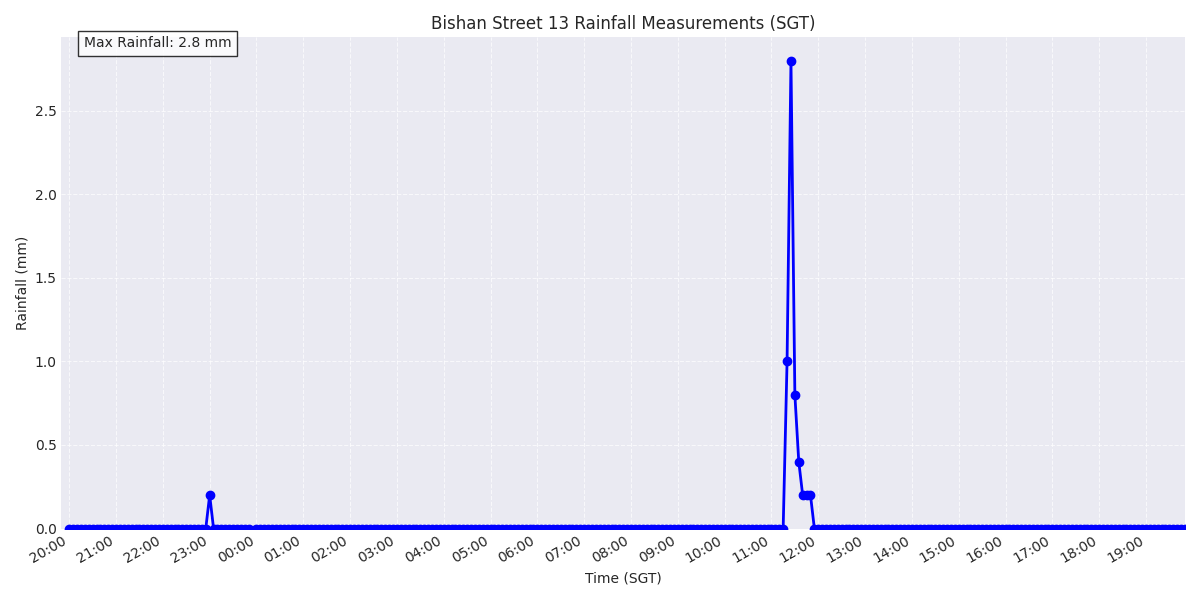 Bishan Street 13 Rainfall Measurements (SGT)
Max Rainfall: 2.8 mm
Rainfall (mm)
2.5
2.0
1.5
1.0
0.5
0.0
20:00 21:00 22:00 23:00 00:00 01:00 02:00 03:00 04:00 05:00 06:00 07:00 08:00 09:00 10:00 11:00 12:00 13:00 14:00 15:00 16:00 17:00 18:00 19:00
Time (SGT)